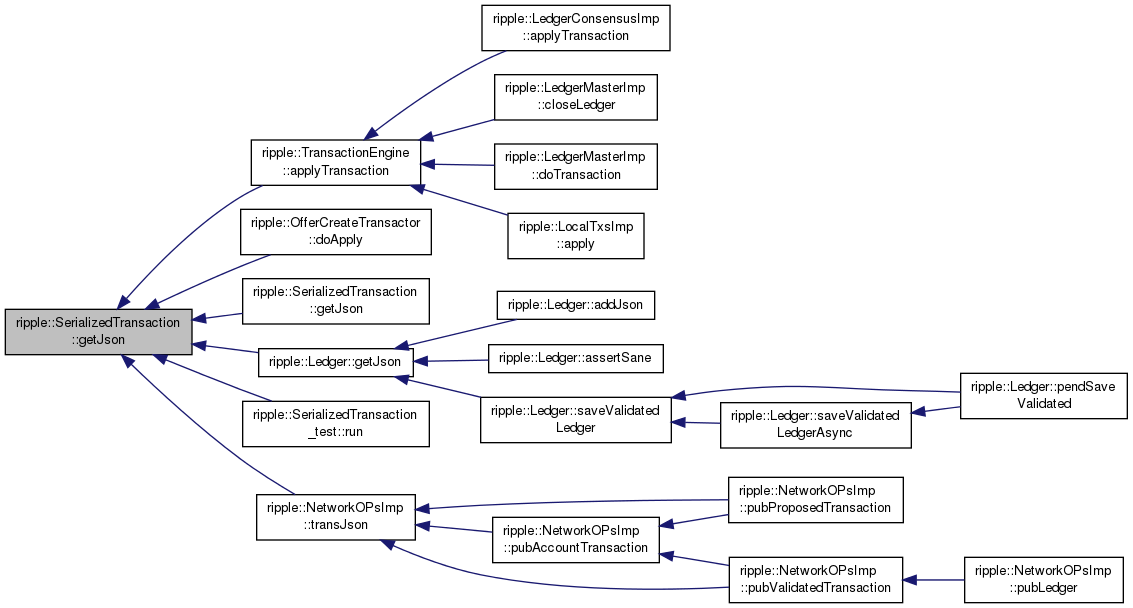 ripple::LedgerConsensusImp
::applyTransaction
ripple::LedgerMasterImp
::closeLedger
ripple::TransactionEngine
::applyTransaction
ripple::LedgerMasterImp
::doTransaction
ripple::OfferCreateTransactor
::doApply
ripple::LocalTxsImp
::apply
ripple::SerializedTransaction
::getJson
ripple::Ledger::addJson
ripple::SerializedTransaction
::getJson
ripple::Ledger::getJson
ripple::Ledger::assertSane
ripple::Ledger::pendSave
Validated
ripple::SerializedTransaction
_test::run
ripple::Ledger::saveValidated
Ledger
ripple::Ledger::saveValidated
LedgerAsync
ripple::NetworkOPsImp
::transJson
ripple::NetworkOPsImp
::pubProposedTransaction
ripple::NetworkOPsImp
::pubAccountTransaction
ripple::NetworkOPsImp
::pubValidatedTransaction
ripple::NetworkOPsImp
::pubLedger